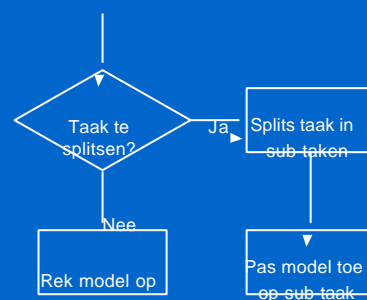 Taak te
splitsen?
Ja
Splits taak in
sub taken
Nee
Rek model op
Pas model toe
op sub taak